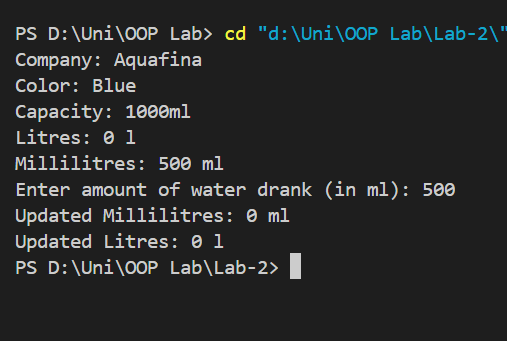 PS D:\Uni\OOP Lab> cd "d:\Uni\OOP Lab\Lab-2\"
Company: Aquafina
Color: Blue
Capacity: 1000ml
Litres: 0 l
Millilitres: 500 ml
Enter amount of water drank (in ml): 500
Updated Millilitres: 0 ml
Updated Litres: 0 l
PS D:\Uni\OOP Lab\Lab-2>